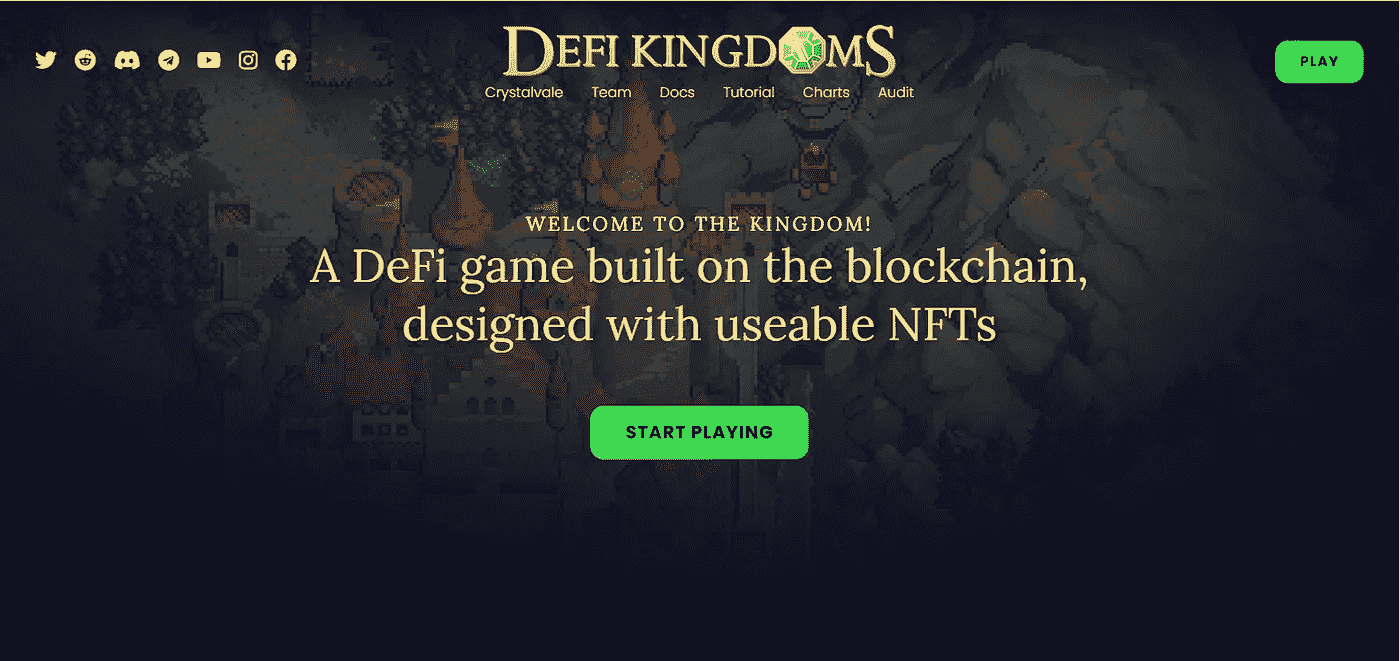 DEFI KINGDOMS
PLAY
Crystalvale Team Docs Tutorial Charts Audit
WELCOME TO THE KINGDOM!
A DeFi game built on the blockchain,
designed with useable NFTs
START PLAYING